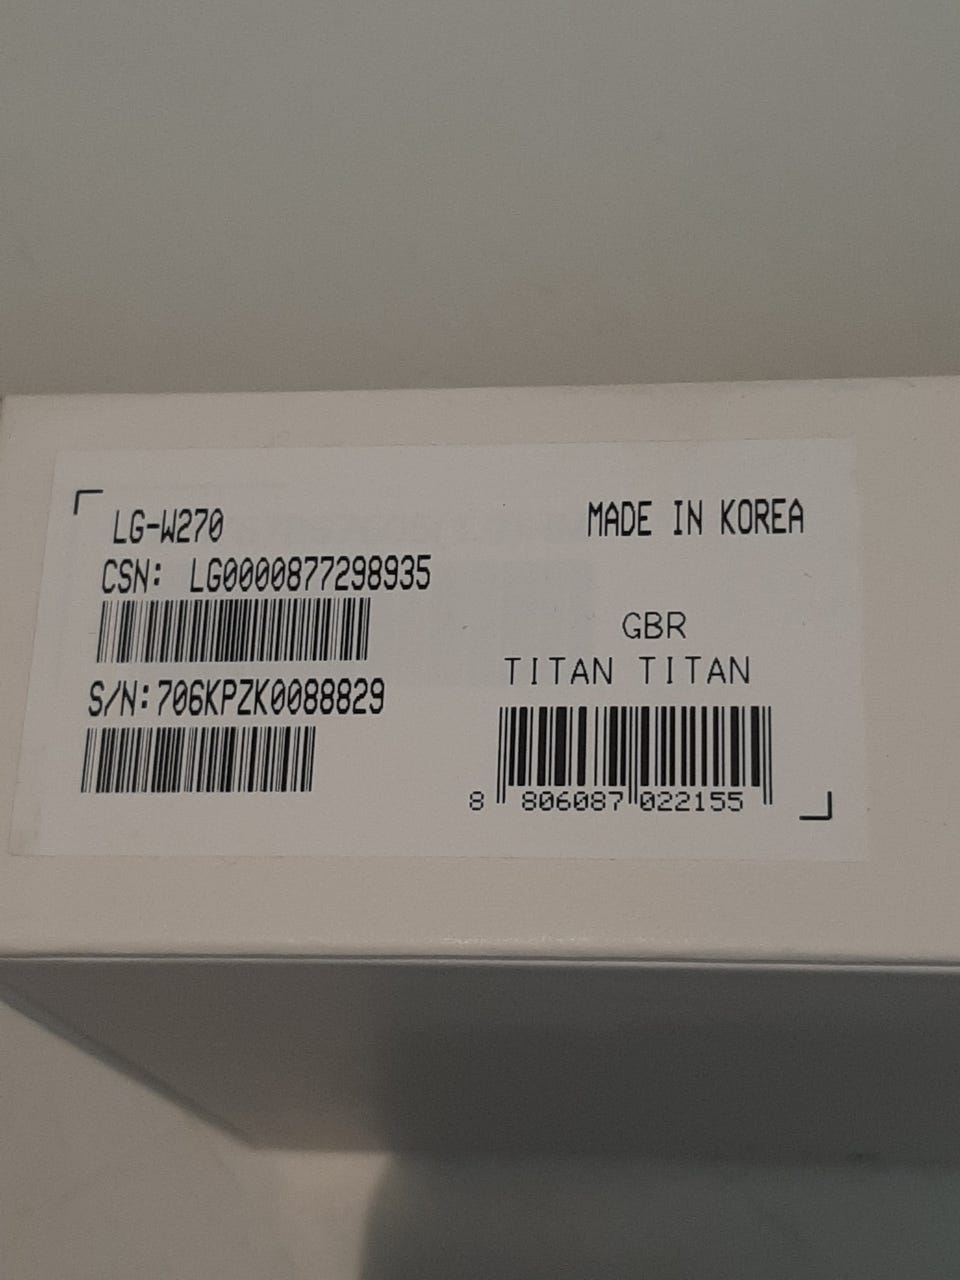 LG-W270
CSN: LG0000877298935
S/N:706KPZK0088829
MADE IN KOREA
GBR
TITAN TITAN
8 806087 022155